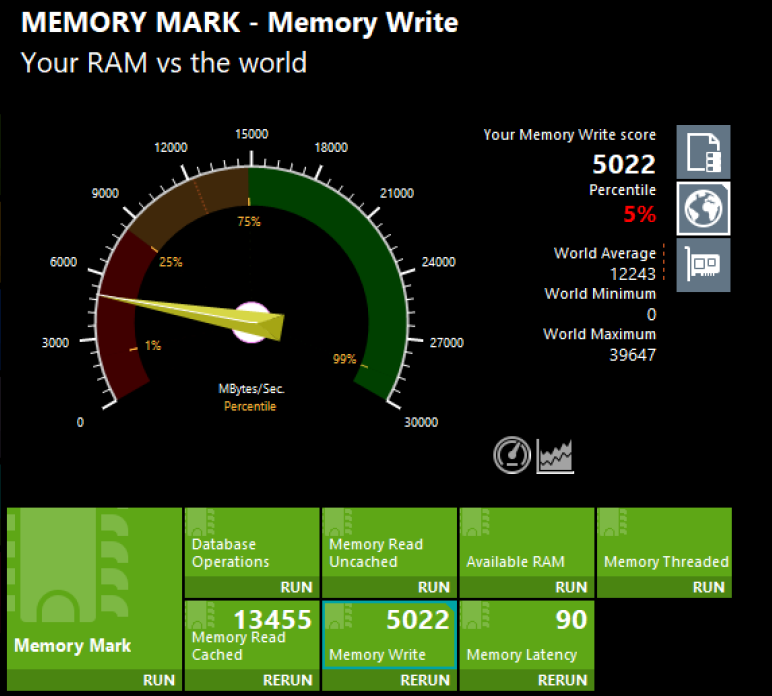 MEMORY MARK - Memory Write
Your RAM vs the world
15000
12000
18000
9000
21000
6000
24000
3000
27000
0
30000
75%
25%
1%
99%
MBytes/Sec.
Percentile
Your Memory Write score
5022
Percentile
5%
World Average
12243
World Minimum
0
World Maximum
39647
Memory Mark
RUN
Database
Operations
RUN
Memory Read
Uncached
RUN
Available RAM
RUN
Memory Threaded
RUN
13455
Memory Read
Cached
RERUN
5022
Memory Write
RERUN
90
Memory Latency
RERUN